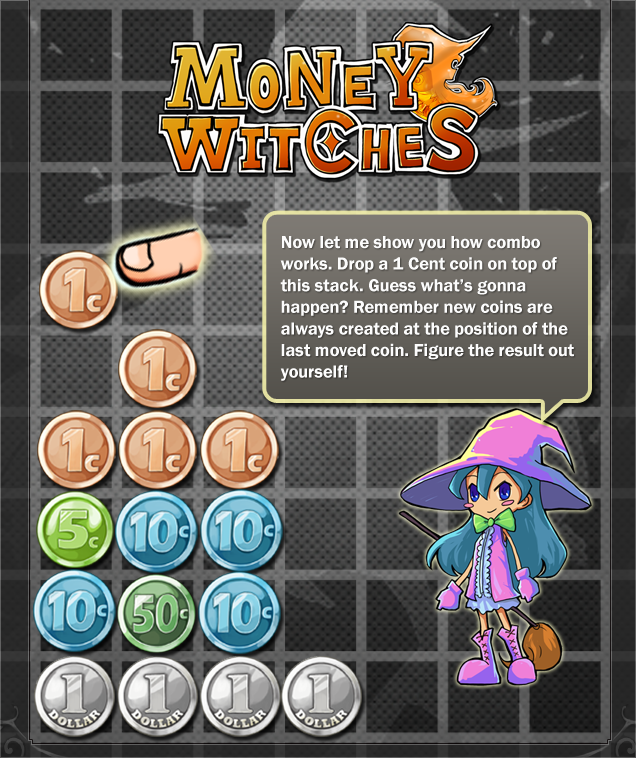 MONEY
WITCHES
Now let me show you how combo
works. Drop a 1 Cent coin on top of
this stack. Guess what's gonna
happen? Remember new coins are
always created at the position of the
last moved coin. Figure the result out
yourself!
1c
1c
1c 1c 1c
5c 10c 10c
10c 50c 10c
1 DOLLAR 1 DOLLAR 1 DOLLAR 1 DOLLAR